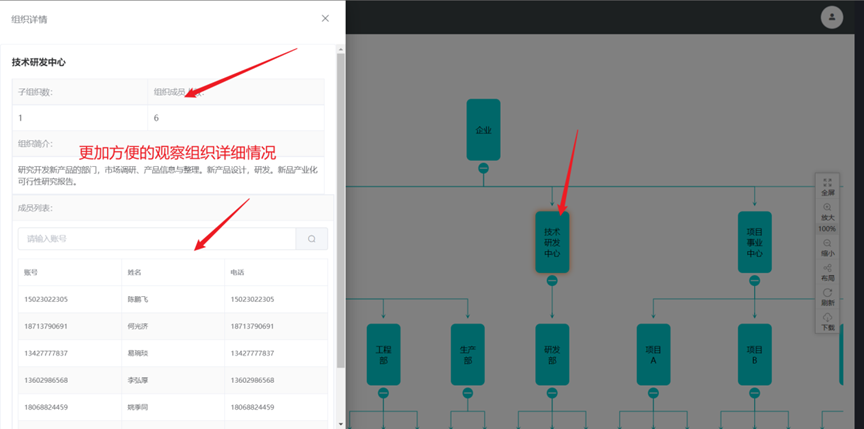 组织详情
技术研发中心
子组织数:
组织成员
1
6
组织简介:
更加方便的观察组织详细情况
研究开发新产品的部门,市场调研、产品信息与整理。新产品设计,研发。新品产业化
可行性研究报告。
成员列表:
请输入账号
账号 姓名 电话
15023022305 陈鹏飞 15023022305
18713790691 何光济 18713790691
13427777837 13427777837
13602986568 李弘厚 13602986568
18068824459 姚季同 18068824459
企业
技术
研发
中心
项目
事业
中心
工程
部
生产
部
研发
部
项目
A
项目
B
全屏
放大
100%
缩小
布局
刷新
下载